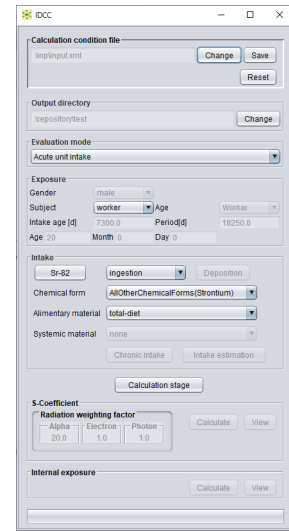 IDCC
Calculation condition file
.\inp\input.xml Change Save
Reset
Output directory
.\repository\test Change
Evaluation mode
Acute unit intake
Exposure
Gender male
Subject worker Age Worker
Intake age [d] 7300.0 Period[d] 18250.0
Age 20 Month 0 Day 0
Intake
Sr-82 ingestion Deposition
Chemical form AllOtherChemicalForms(Strontium)
Alimentary material total-diet
Systemic material none
Chronic intake Intake estimation
Calculation stage
S-Coefficient
Radiation weighting factor
Alpha Electron Photon Calculate View
20.0 1.0 1.0
Internal exposure
Calculate View